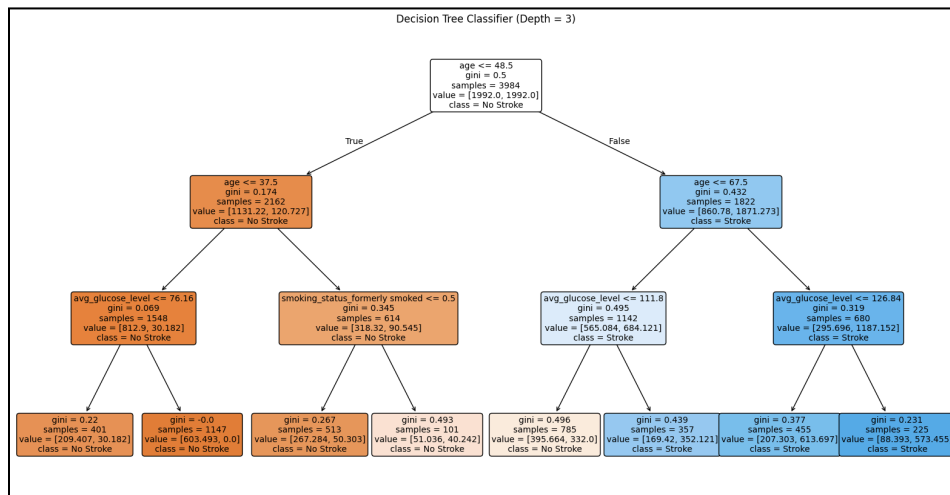 Decision Tree Classifier (Depth = 3)
age <= 48.5
gini = 0.5
samples = 3984
value = [1992.0, 1992.0]
class = No Stroke
True
False
age <= 37.5
gini = 0.174
samples = 2162
value = [1131.22, 120.727]
class = No Stroke
age <= 67.5
gini = 0.432
samples = 1822
value = [860.78, 1871.273]
class = Stroke
avg_glucose_level <= 76.16
gini = 0.069
samples = 1548
value = [812.9, 30.182]
class = No Stroke
smoking_status_formerly smoked <= 0.5
gini = 0.345
samples = 614
value = [318.32, 90.545]
class = No Stroke
avg_glucose_level <= 111.8
gini = 0.495
samples = 1142
value = [565.084, 684.121]
class = Stroke
avg_glucose_level <= 126.84
gini = 0.319
samples = 680
value = [295.696, 1187.152]
class = Stroke
gini = 0.22
samples = 401
value = [209.407, 30.182]
class = No Stroke
gini = -0.0
samples = 1147
value = [603.493, 0.0]
class = No Stroke
gini = 0.267
samples = 513
value = [267.284, 50.303]
class = No Stroke
gini = 0.493
samples = 101
value = [51.036, 40.242]
class = No Stroke
gini = 0.496
samples = 785
value = [395.664, 332.0]
class = No Stroke
gini = 0.439
samples = 357
value = [169.42, 352.121]
class = Stroke
gini = 0.377
samples = 455
value = [207.303, 613.697]
class = Stroke
gini = 0.231
samples = 225
value = [88.393, 573.455]
class = Stroke